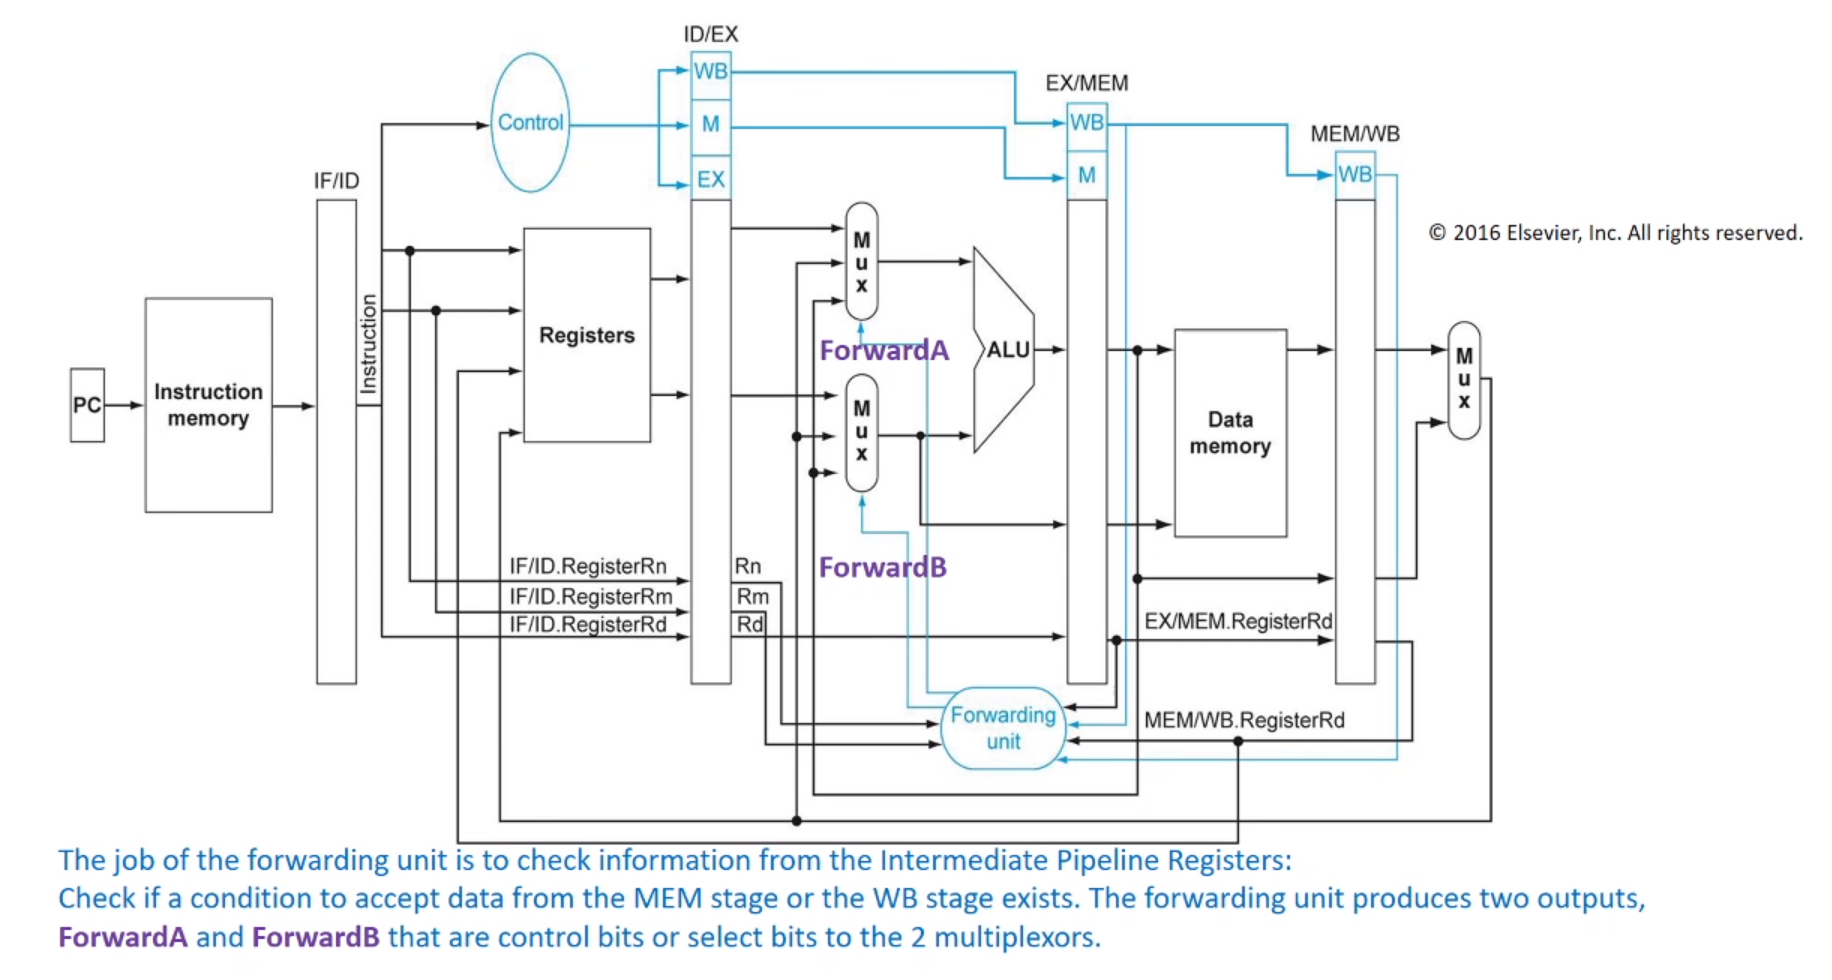 ID/EX
WB
EX/MEM
Control
M
WB
MEM/WB
IF/ID
EX
M
WB
© 2016 Elsevier, Inc. All rights reserved.
Mux
Instruction
Registers
ForwardA
ALU
Mux
PC
Instruction
memory
Mux
Data
memory
IF/ID.RegisterRn
Rn
ForwardB
IF/ID.RegisterRm
Rm
IF/ID.RegisterRd
Rd
EX/MEM.RegisterRd
Forwarding
unit
MEM/WB.RegisterRd
The job of the forwarding unit is to check information from the Intermediate Pipeline Registers:
Check if a condition to accept data from the MEM stage or the WB stage exists. The forwarding unit produces two outputs,
ForwardA and ForwardB that are control bits or select bits to the 2 multiplexors.